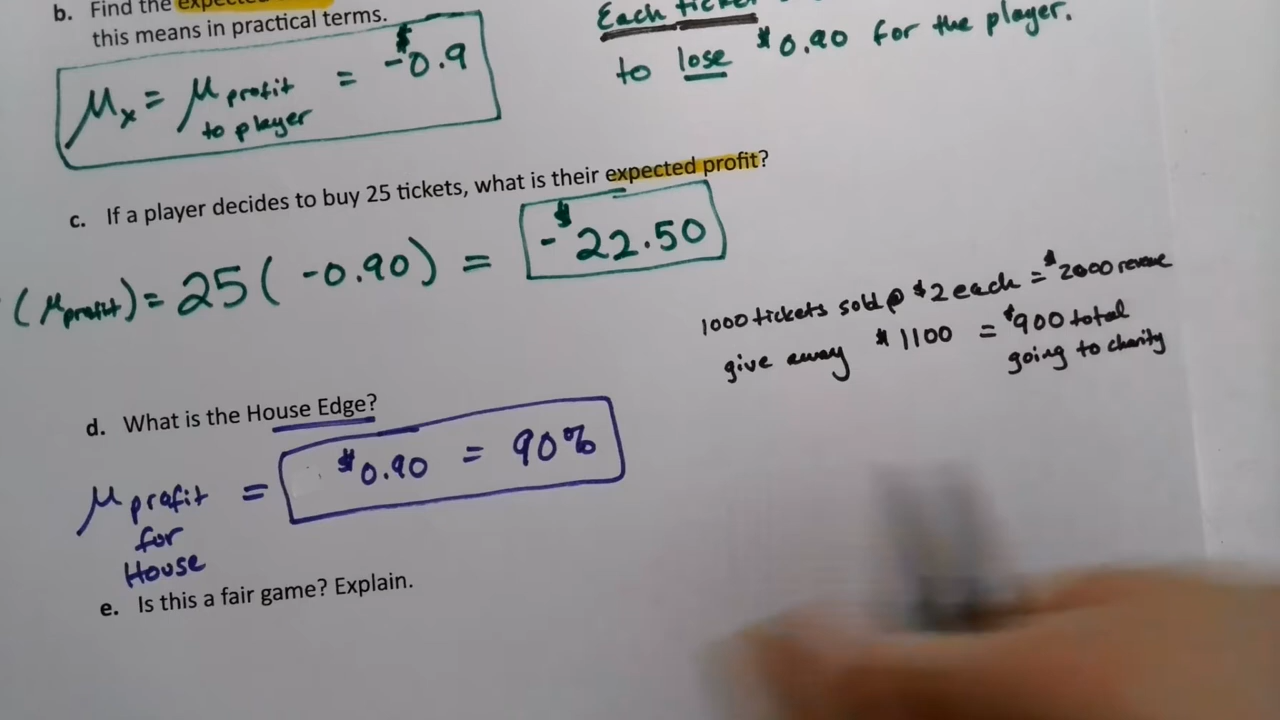 b. Find the expected
this means in practical terms.
μx = μ profit to player = -$0.9
Each ticket
to lose $0.90 for the player.
c. If a player decides to buy 25 tickets, what is their expected profit?
(μprofit) = 25(-0.90) = -$22.50
1000 tickets sold @ $2 each = $2000 revenue
give away $1100 = $900 total
going to charity
d. What is the House Edge?
μ profit for House = $0.90 = 90%
e. Is this a fair game? Explain.